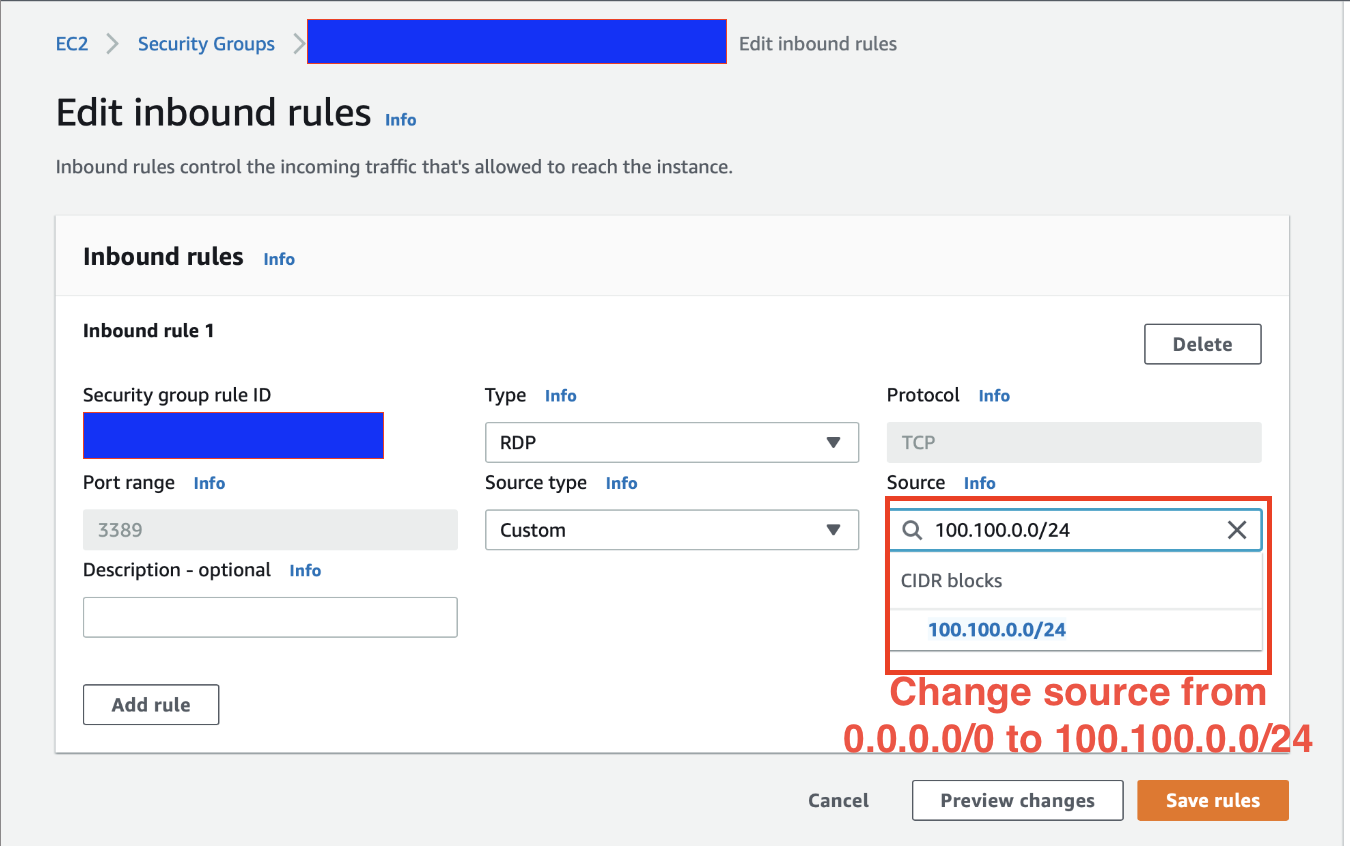 EC2 > Security Groups > Edit inbound rules
Edit inbound rules Info
Inbound rules control the incoming traffic that's allowed to reach the instance.
Inbound rules Info
Inbound rule 1
Delete
Security group rule ID
Type Info
RDP
Protocol Info
TCP
Port range Info
3389
Source type Info
Custom
Source Info
100.100.0.0/24
CIDR blocks
100.100.0.0/24
Description - optional Info
Add rule
Change source from
0.0.0.0/0 to 100.100.0.0/24
Cancel
Preview changes
Save rules